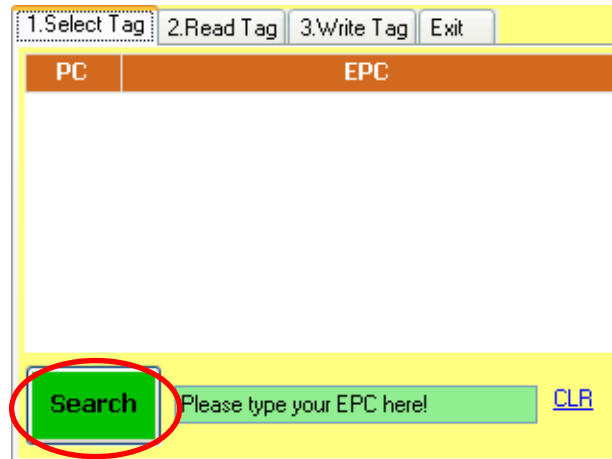 1.Select Tag 2.Read Tag 3.Write Tag Exit
PC EPC
Search Please type your EPC here! CLR